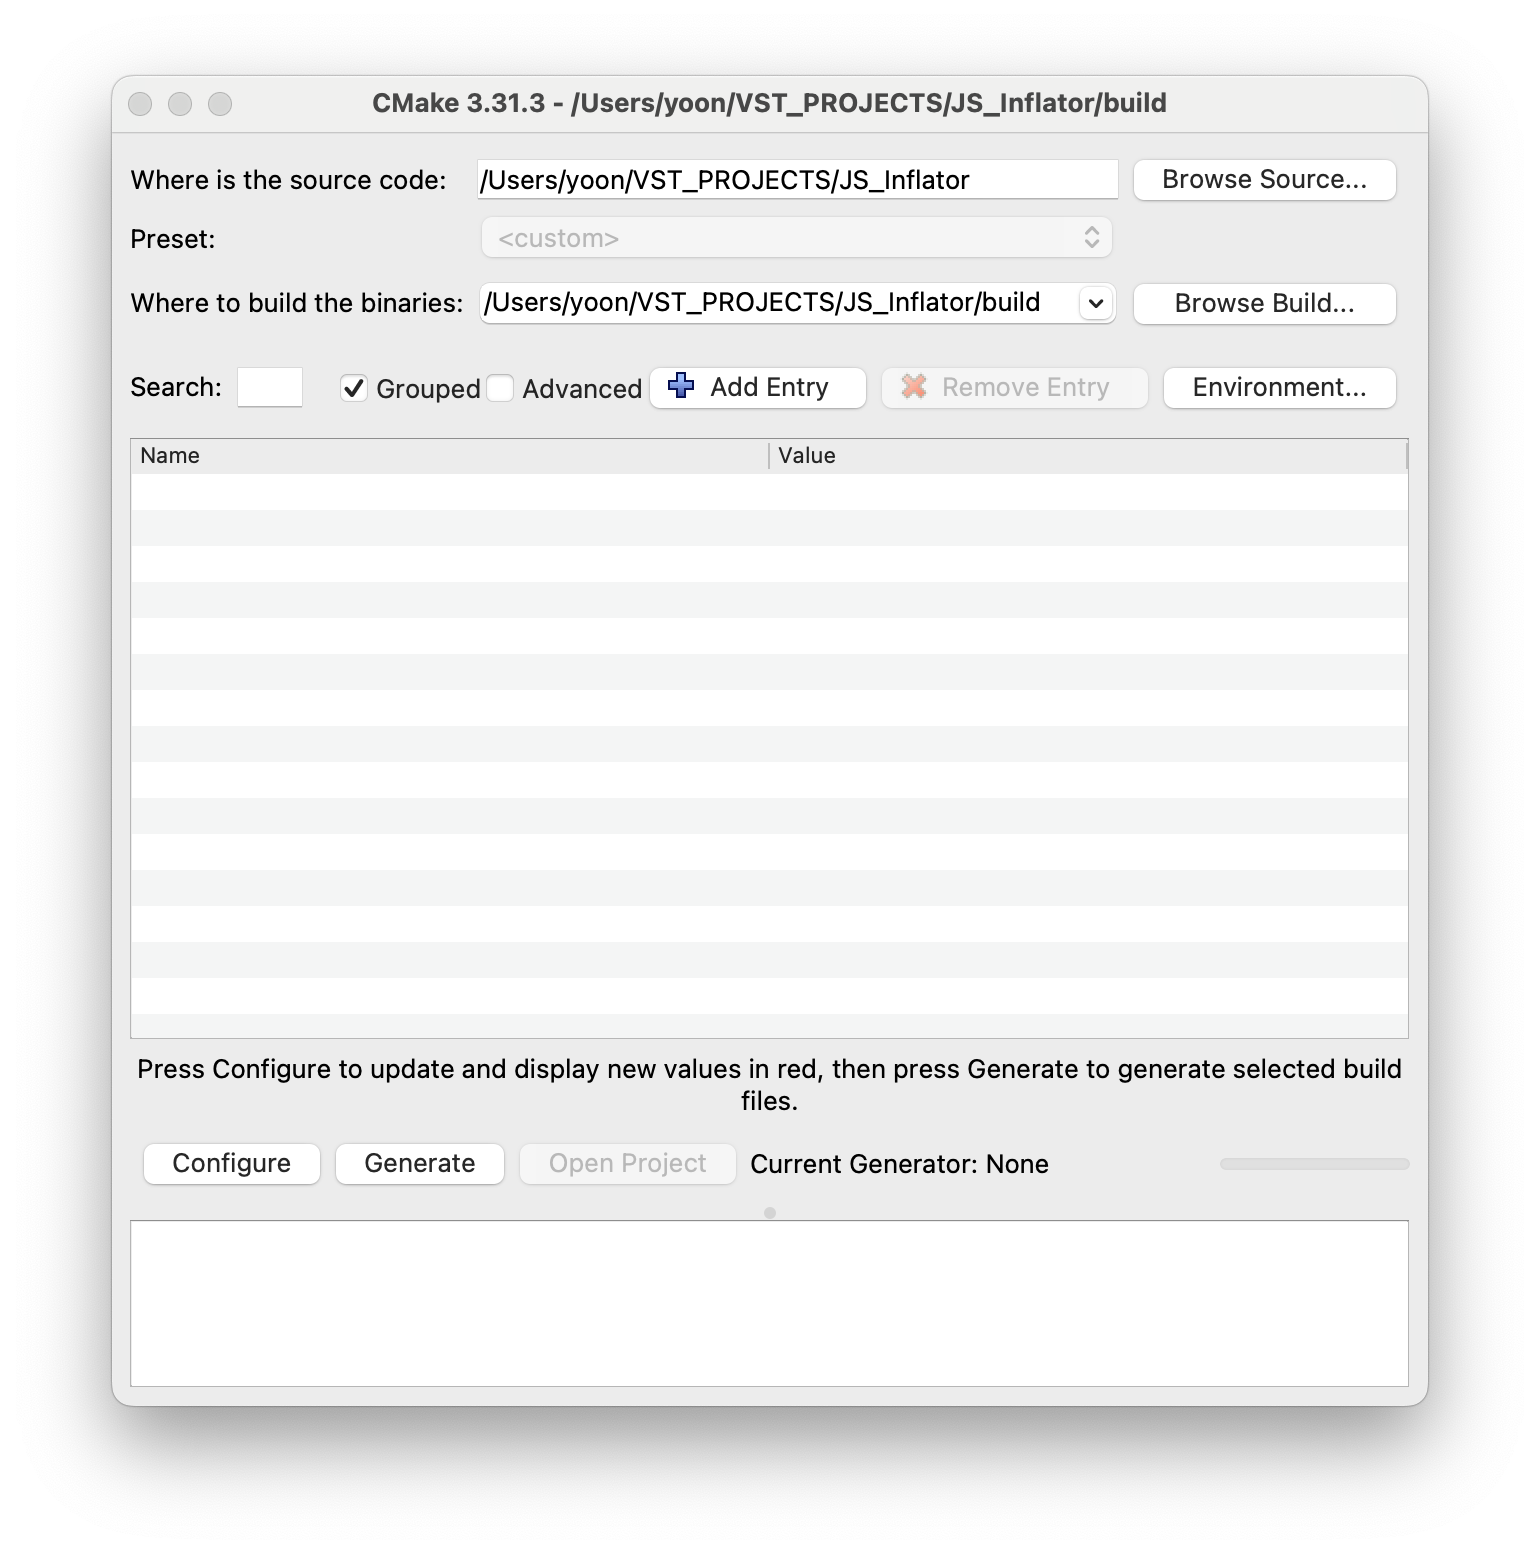 CMake 3.31.3 - /Users/yoon/VST_PROJECTS/JS_Inflator/build
Where is the source code: /Users/yoon/VST_PROJECTS/JS_Inflator Browse Source...
Preset: <custom>
Where to build the binaries: /Users/yoon/VST_PROJECTS/JS_Inflator/build Browse Build...
Search: Grouped Advanced Add Entry Remove Entry Environment...
Name Value
Press Configure to update and display new values in red, then press Generate to generate selected build
files.
Configure Generate Open Project Current Generator: None